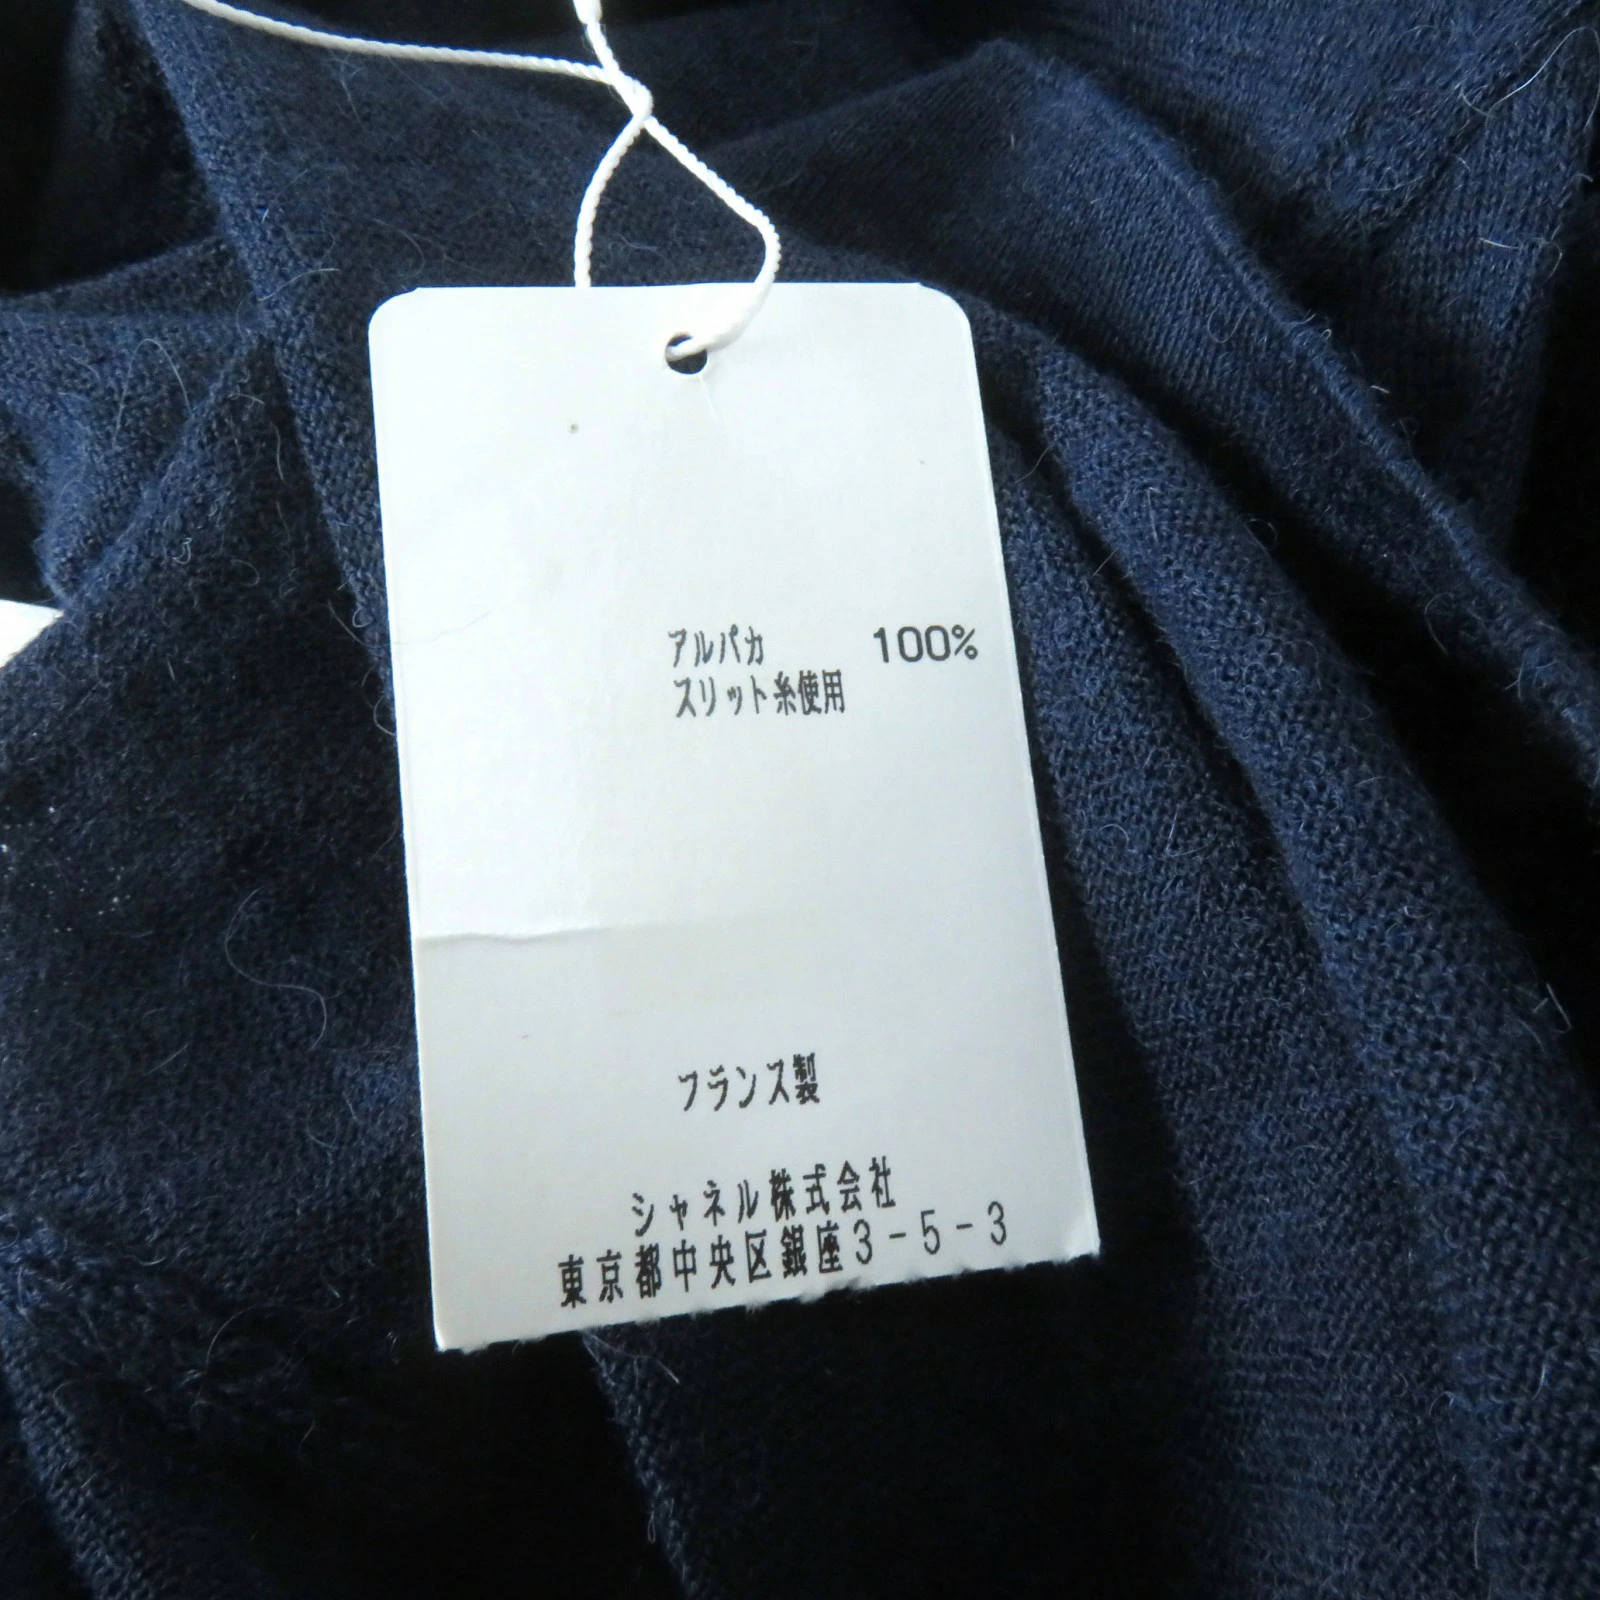 アルパカ 100%
スリット糸使用
フランス製
シャネル株式会社
東京都中央区銀座3-5-3